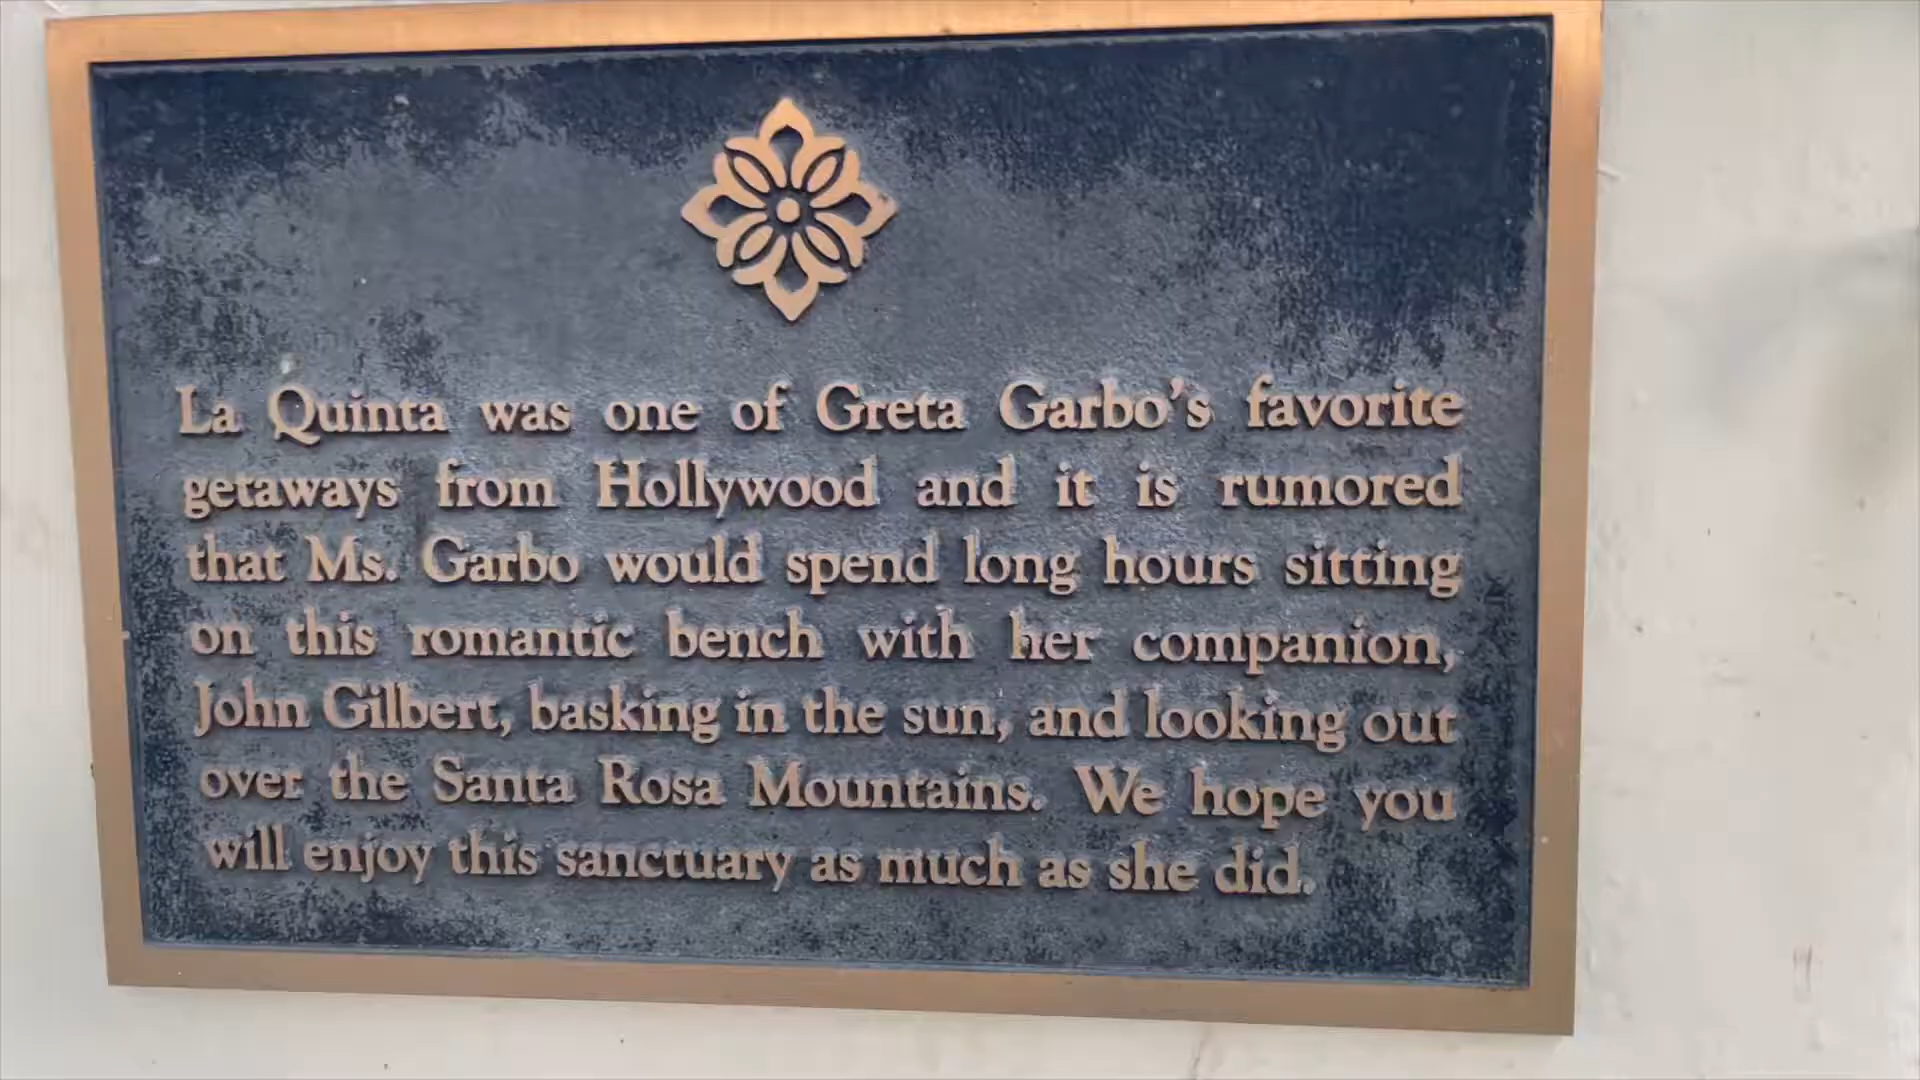 La Quinta was one of Greta Garbo's favorite
getaways from Hollywood and it is rumored
that Ms. Garbo would spend long hours sitting
on this romantic bench with her companion,
John Gilbert, basking in the sun, and looking out
over the Santa Rosa Mountains. We hope you
will enjoy this sanctuary as much as she did.